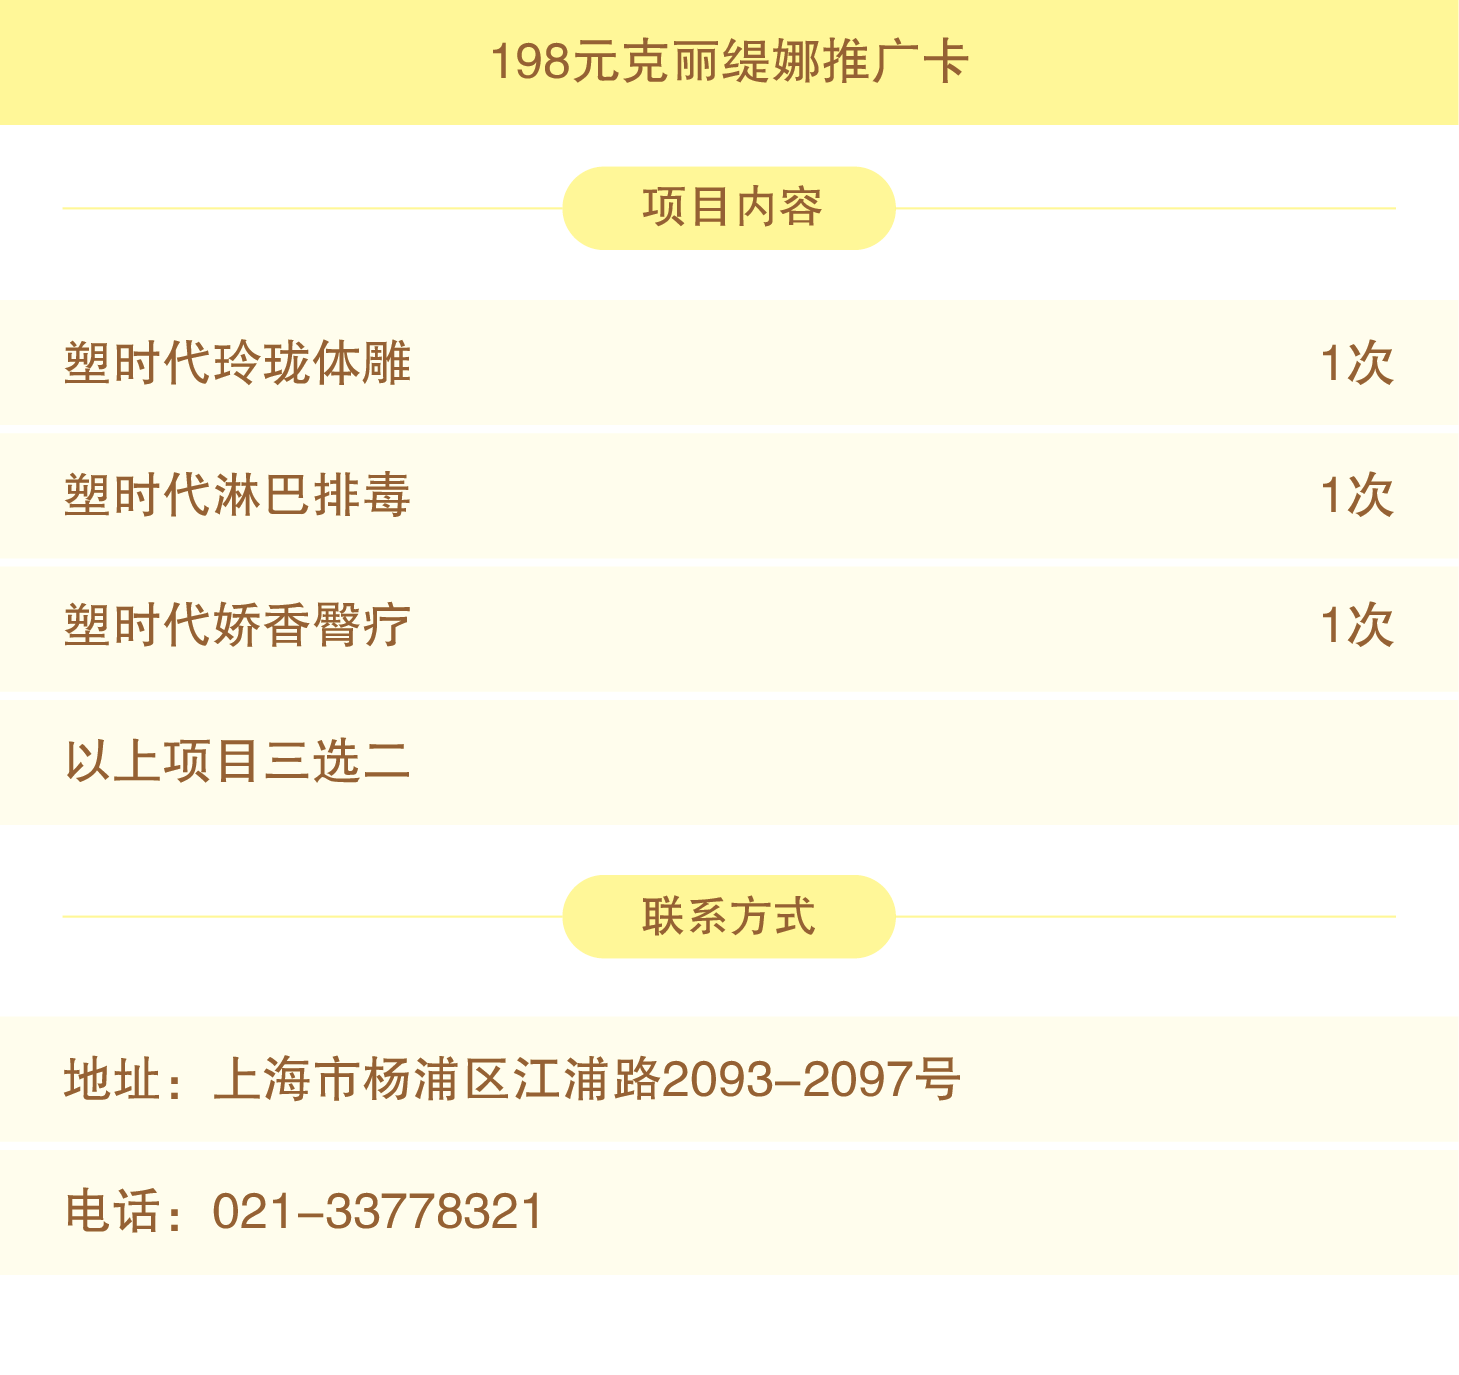 198元克丽缇娜推广卡
项目内容
塑时代玲珑体雕 1次
塑时代淋巴排毒 1次
塑时代娇香臀疗 1次
以上项目三选二
联系方式
地址：上海市杨浦区江浦路2093-2097号
电话：021-33778321